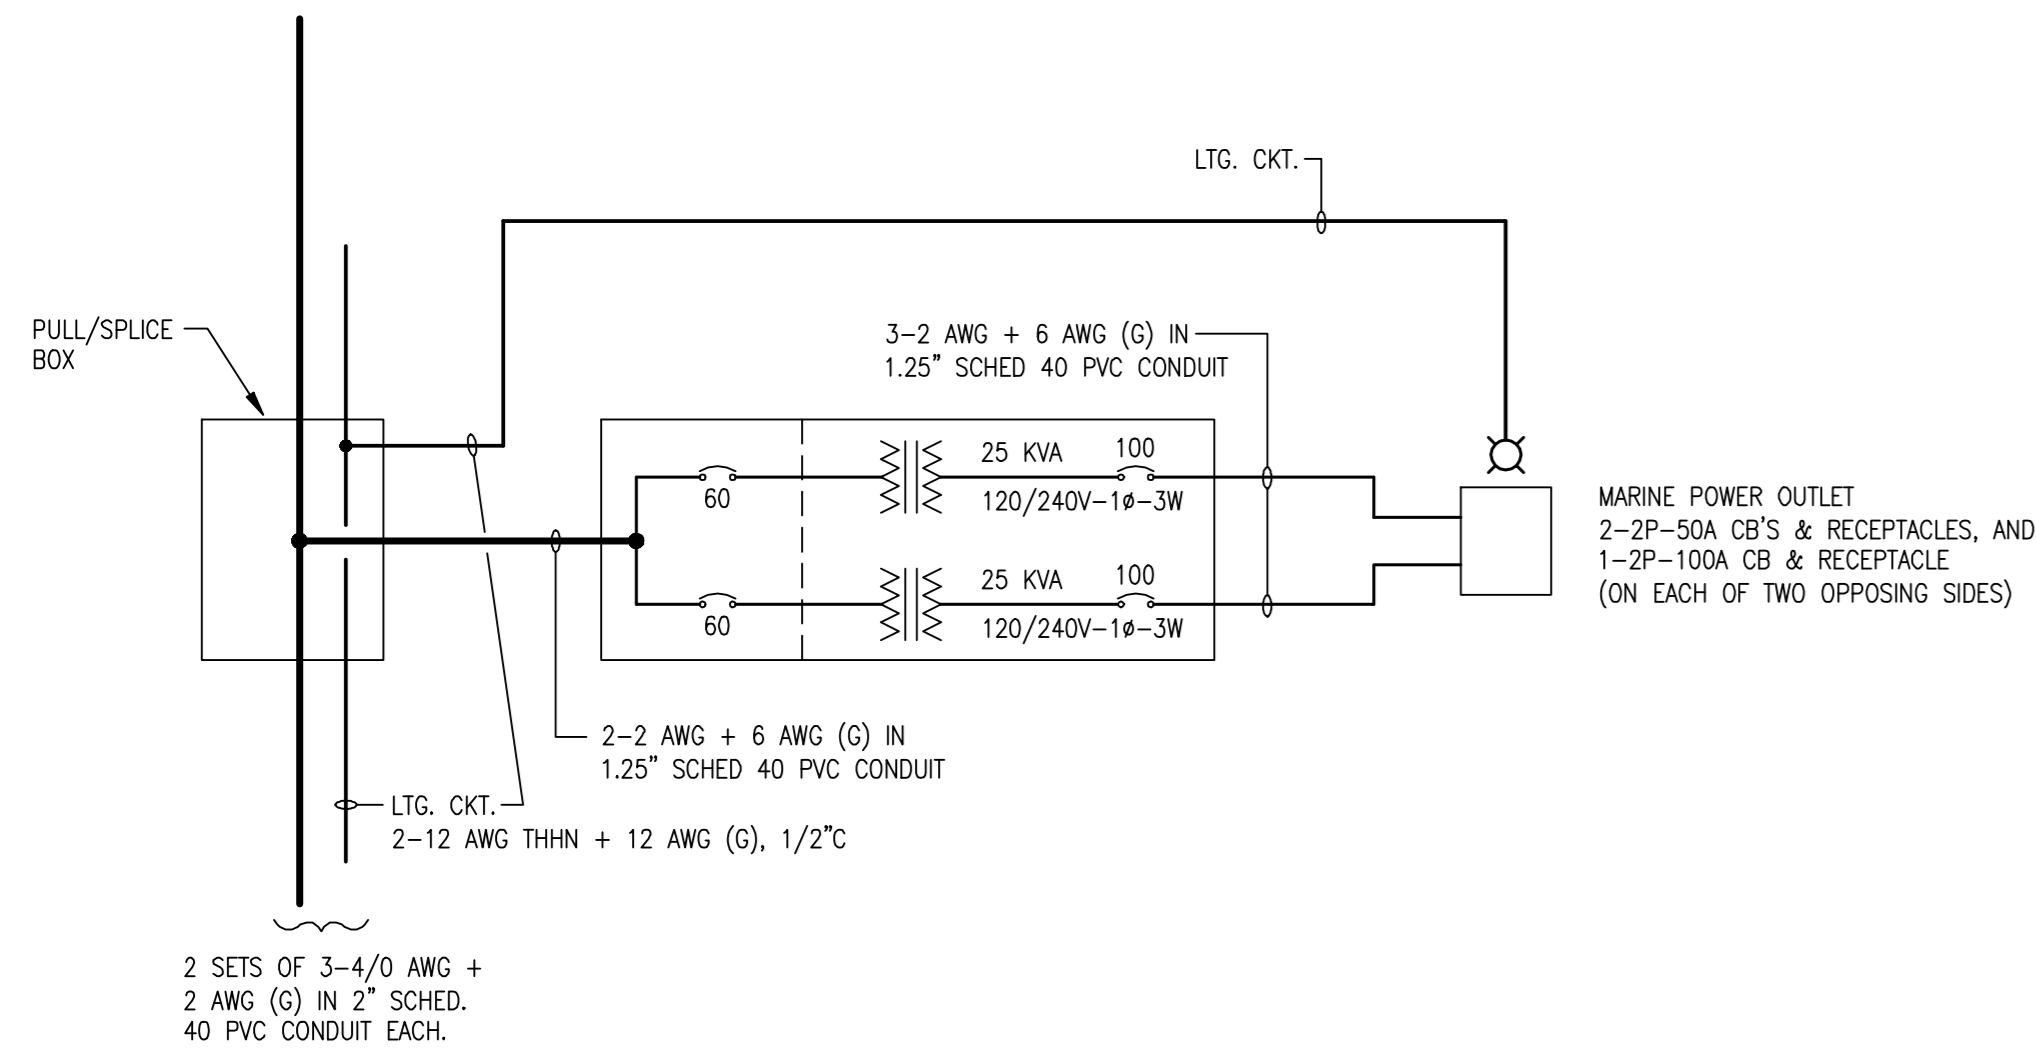 LTG. CKT.
PULL/SPLICE
BOX
3-2 AWG + 6 AWG (G) IN
1.25" SCHED 40 PVC CONDUIT
25 KVA
100
60
120/240V-1ø-3W
25 KVA
100
60
120/240V-1ø-3W
MARINE POWER OUTLET
2-2P-50A CB'S & RECEPTACLES, AND
1-2P-100A CB & RECEPTACLE
(ON EACH OF TWO OPPOSING SIDES)
2-2 AWG + 6 AWG (G) IN
1.25" SCHED 40 PVC CONDUIT
LTG. CKT.
2-12 AWG THHN + 12 AWG (G), 1/2"C
2 SETS OF 3-4/0 AWG +
2 AWG (G) IN 2" SCHED.
40 PVC CONDUIT EACH.